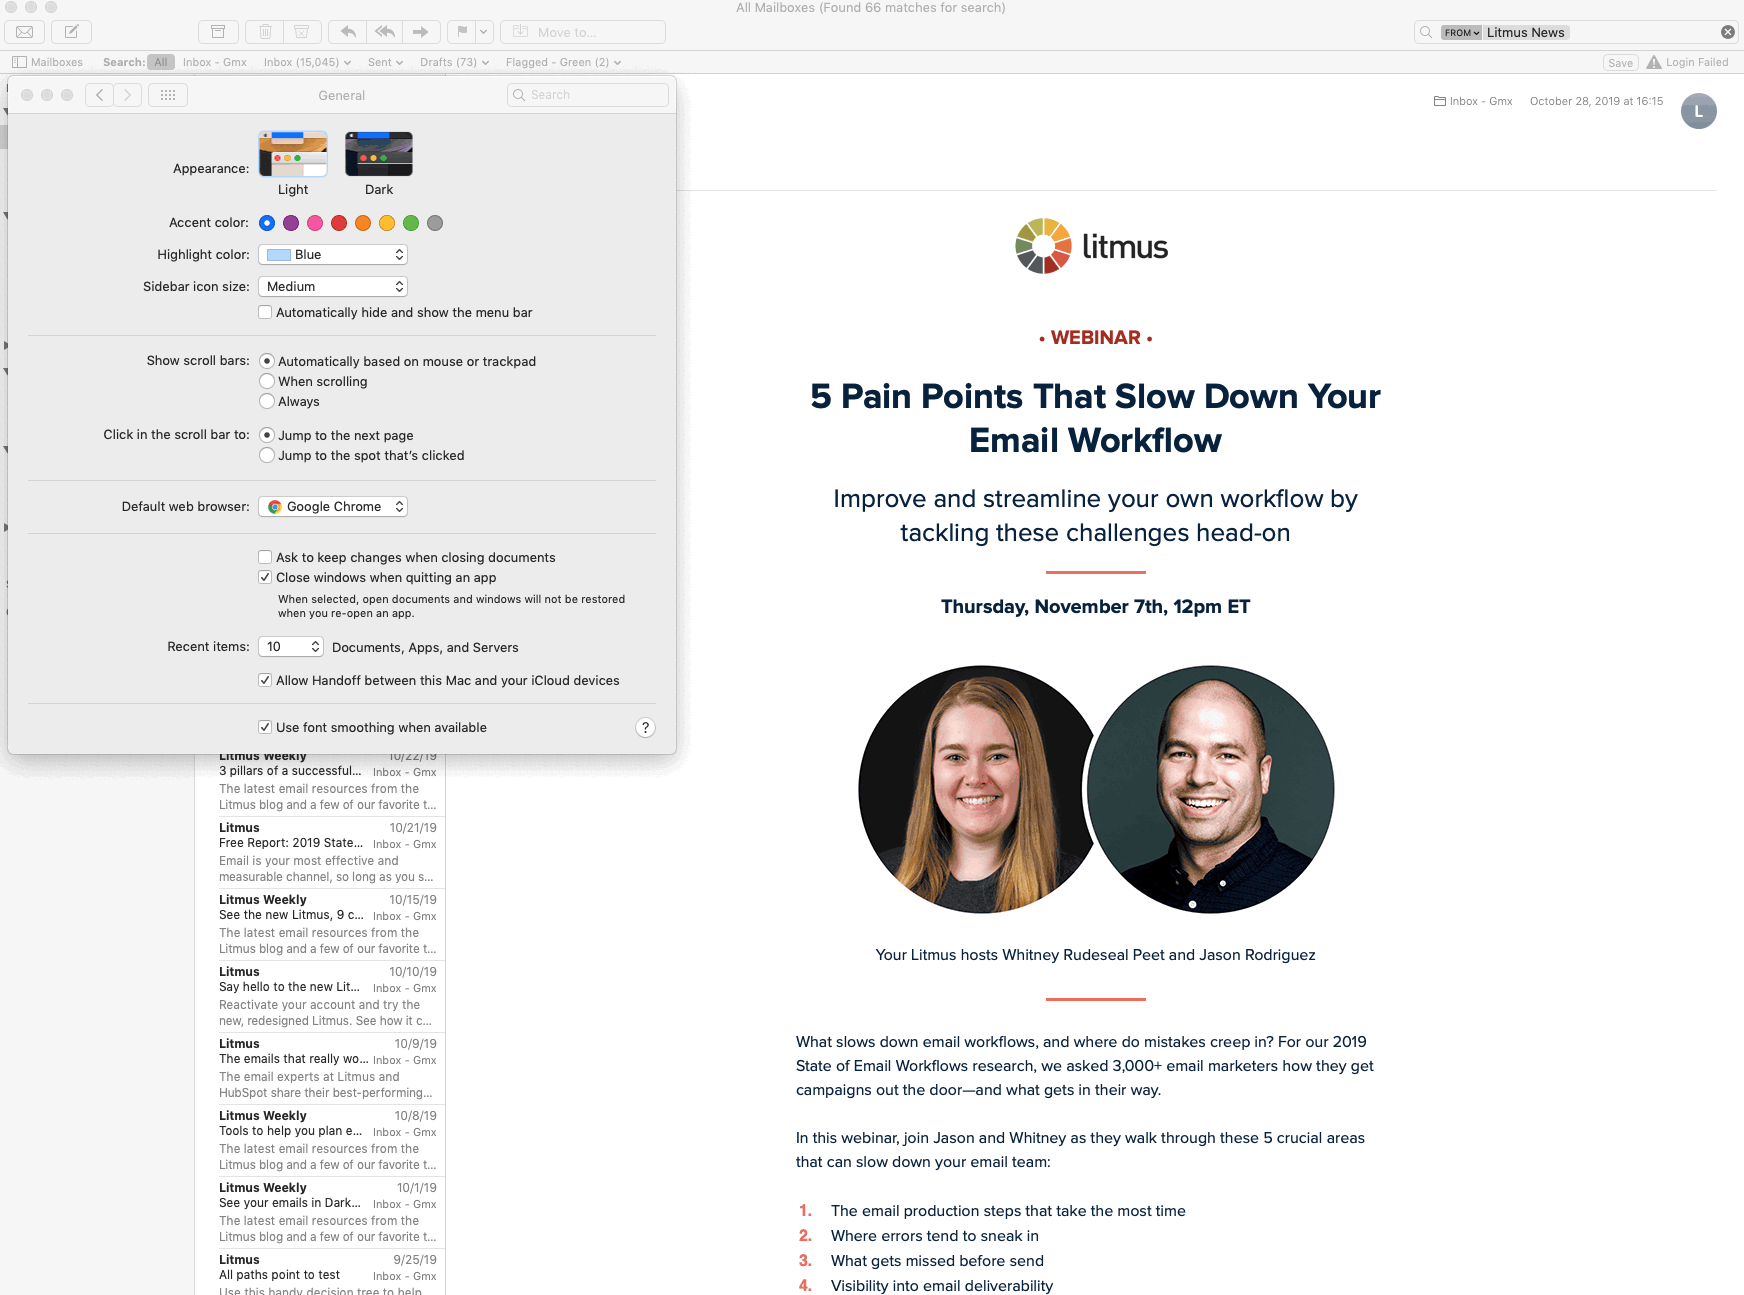 All Mailboxes (Found 66 matches for search)
Move to...
FROM Litmus News
Mailboxes Search: All Inbox - Gmx Inbox (15,045) Sent Drafts (73) Flagged - Green (2)
Save Login Failed
General
Search
Inbox - Gmx October 28, 2019 at 16:15
L
Appearance:
Light Dark
Accent color:
Highlight color: Blue
Sidebar icon size: Medium
Automatically hide and show the menu bar
Show scroll bars: Automatically based on mouse or trackpad
When scrolling
Always
Click in the scroll bar to: Jump to the next page
Jump to the spot that's clicked
Default web browser: Google Chrome
Ask to keep changes when closing documents
Close windows when quitting an app
When selected, open documents and windows will not be restored
when you re-open an app.
Recent items: 10 Documents, Apps, and Servers
Allow Handoff between this Mac and your iCloud devices
Use font smoothing when available
?
Litmus Weekly 10/22/19
3 pillars of a successful... Inbox - Gmx
The latest email resources from the
Litmus blog and a few of our favorite t...
Litmus 10/21/19
Free Report: 2019 State... Inbox - Gmx
Email is your most effective and
measurable channel, so long as you s...
Litmus Weekly 10/15/19
See the new Litmus, 9 c... Inbox - Gmx
The latest email resources from the
Litmus blog and a few of our favorite t...
Litmus 10/10/19
Say hello to the new Lit... Inbox - Gmx
Reactivate your account and try the
new, redesigned Litmus. See how it c...
Litmus 10/9/19
The emails that really wo... Inbox - Gmx
The email experts at Litmus and
HubSpot share their best-performing...
Litmus Weekly 10/8/19
Tools to help you plan e... Inbox - Gmx
The latest email resources from the
Litmus blog and a few of our favorite t...
Litmus Weekly 10/1/19
See your emails in Dark... Inbox - Gmx
The latest email resources from the
Litmus blog and a few of our favorite t...
Litmus 9/25/19
All paths point to test Inbox - Gmx
Use this handy decision tree to help
litmus
• WEBINAR •
5 Pain Points That Slow Down Your
Email Workflow
Improve and streamline your own workflow by
tackling these challenges head-on
Thursday, November 7th, 12pm ET
Your Litmus hosts Whitney Rudeseal Peet and Jason Rodriguez
What slows down email workflows, and where do mistakes creep in? For our 2019
State of Email Workflows research, we asked 3,000+ email marketers how they get
campaigns out the door—and what gets in their way.
In this webinar, join Jason and Whitney as they walk through these 5 crucial areas
that can slow down your email team:
1. The email production steps that take the most time
2. Where errors tend to sneak in
3. What gets missed before send
4. Visibility into email deliverability